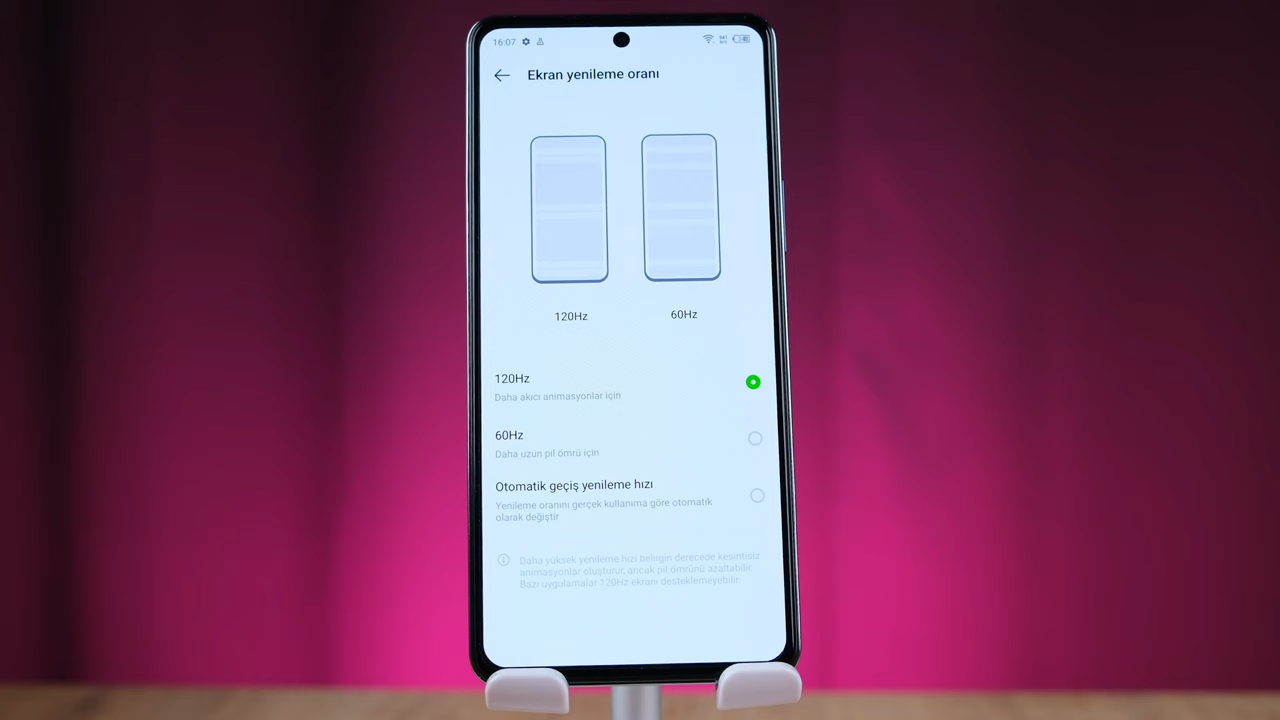 16:07
Ekran yenileme oranı
120Hz
60Hz
120Hz
Daha akıcı animasyonlar için
60Hz
Daha uzun pil ömrü için
Otomatik geçiş yenileme hızı
Yenileme oranını gerçek kullanıma göre otomatik
olarak değiştir
Daha yüksek yenileme hızı belirgin derecede kesintisiz
animasyonlar oluşturur, ancak pil ömrünü azaltabilir.
Bazı uygulamalar 120Hz ekranı desteklemeyebilir.